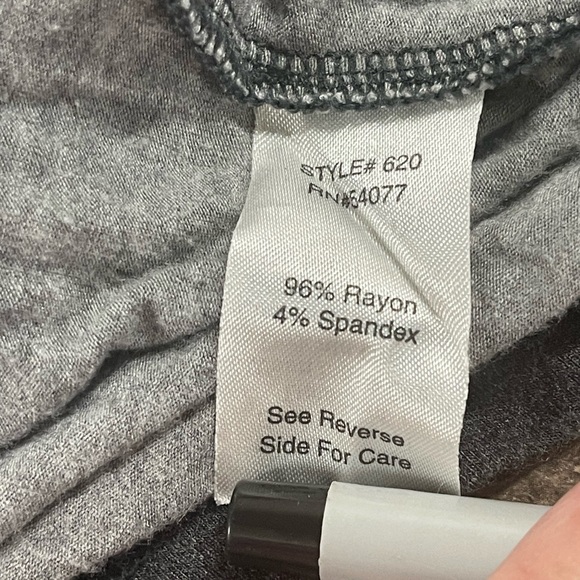 STYLE# 620
RN#54077
96% Rayon
4% Spandex
See Reverse
Side For Care